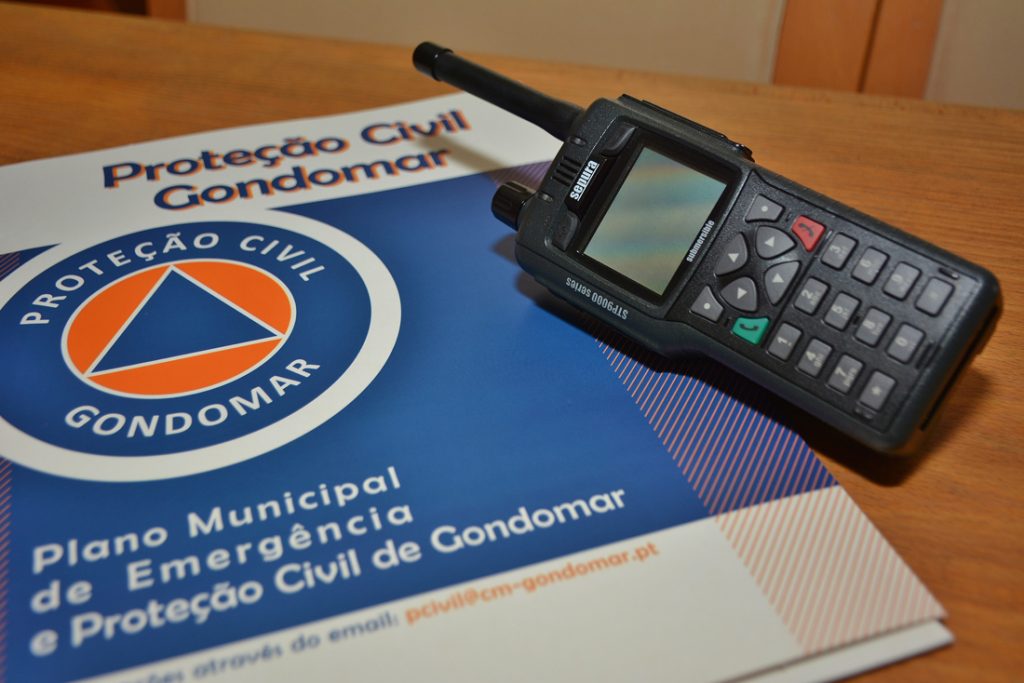 Proteção Civil
Gondomar
PROTEÇÃO CIVIL
GONDOMAR
Plano Municipal
de Emergência
e Proteção Civil de Gondomar
através do email: pcivil@cm-gondomar.pt
sepura
submersible
STP9000 series
1
2
3
4
5
6
7
8
9
*
0
#